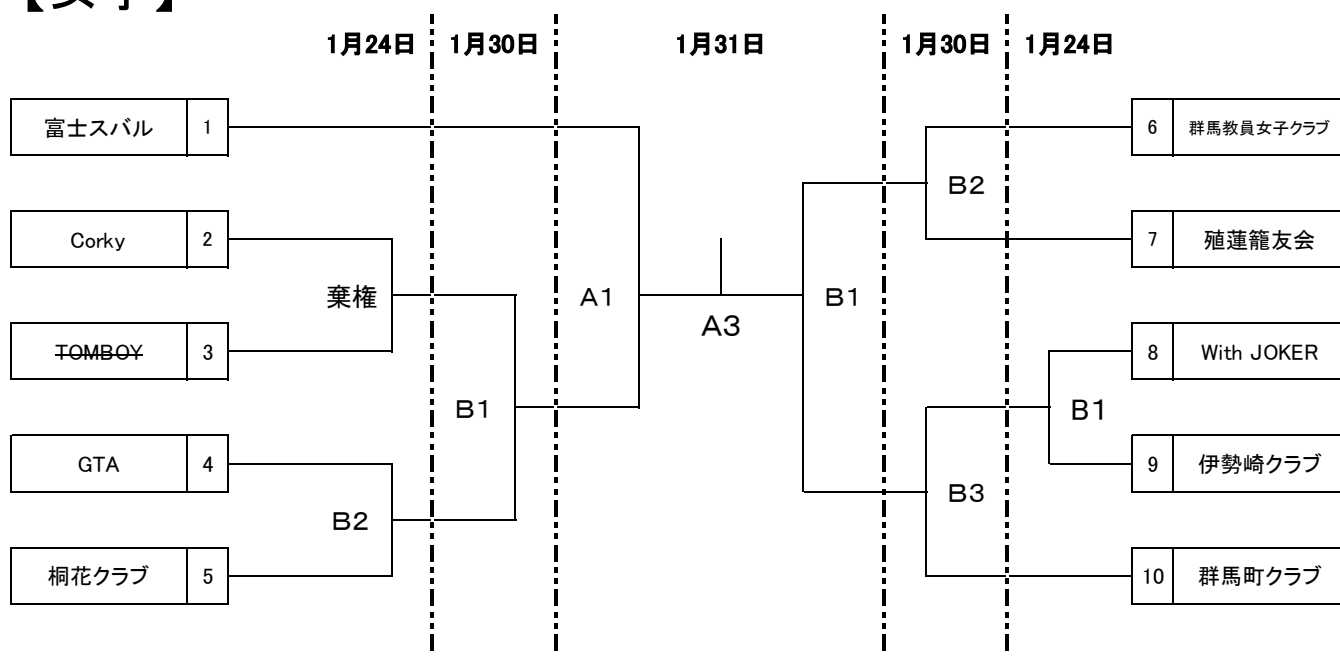 【女子】
1月24日 1月30日 1月31日 1月30日 1月24日
富士スバル 1
6 群馬教員女子クラブ
B2
Corky 2
7 殖蓮籠友会
棄権
A1
B1
A3
TOMBOY 3
8 With JOKER
B1
B1
GTA 4
9 伊勢崎クラブ
B3
B2
桐花クラブ 5
10 群馬町クラブ